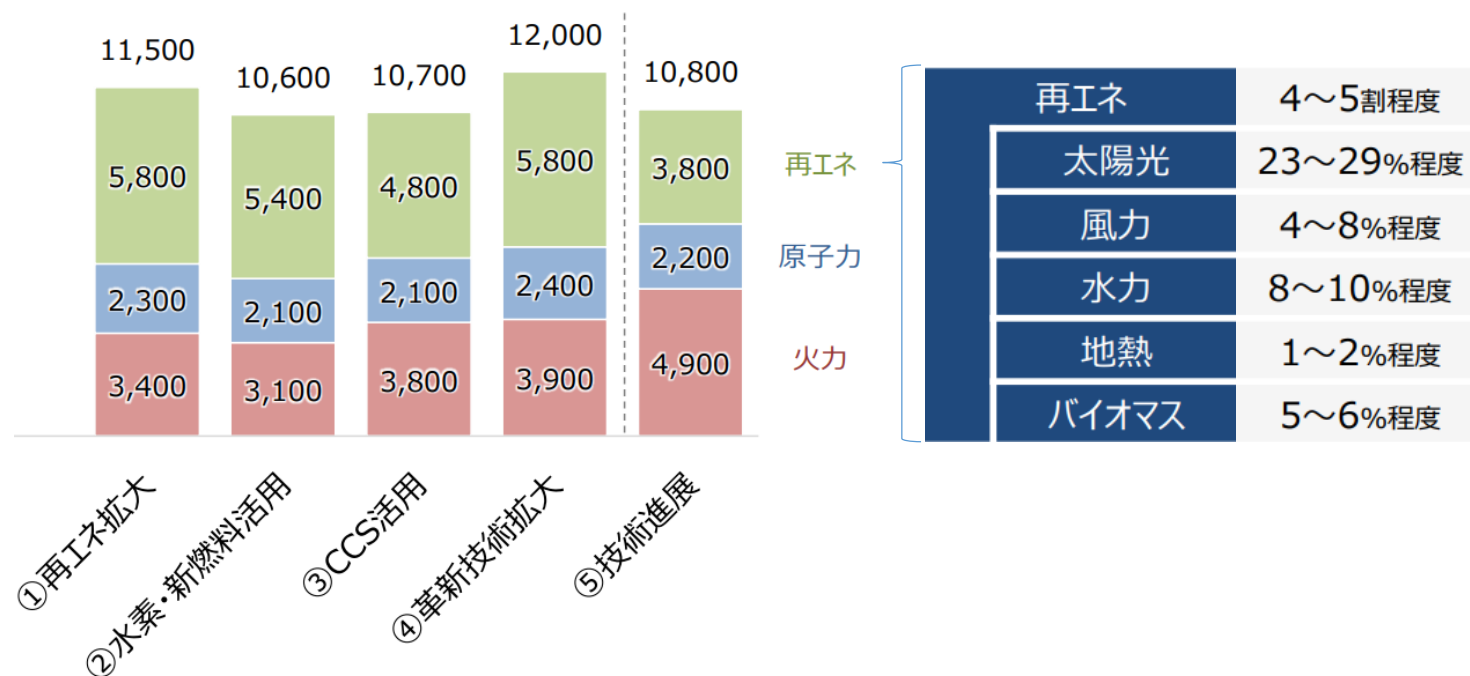 11,500
10,600
10,700
12,000
10,800
5,800
5,400
4,800
5,800
3,800
2,300
2,100
2,100
2,400
2,200
3,400
3,100
3,800
3,900
4,900
再エネ
原子力
火力
①再エネ拡大
②水素・新燃料活用
③CCS活用
④革新技術拡大
⑤技術進展
再エネ 4～5割程度
太陽光 23～29%程度
風力 4～8%程度
水力 8～10%程度
地熱 1～2%程度
バイオマス 5～6%程度